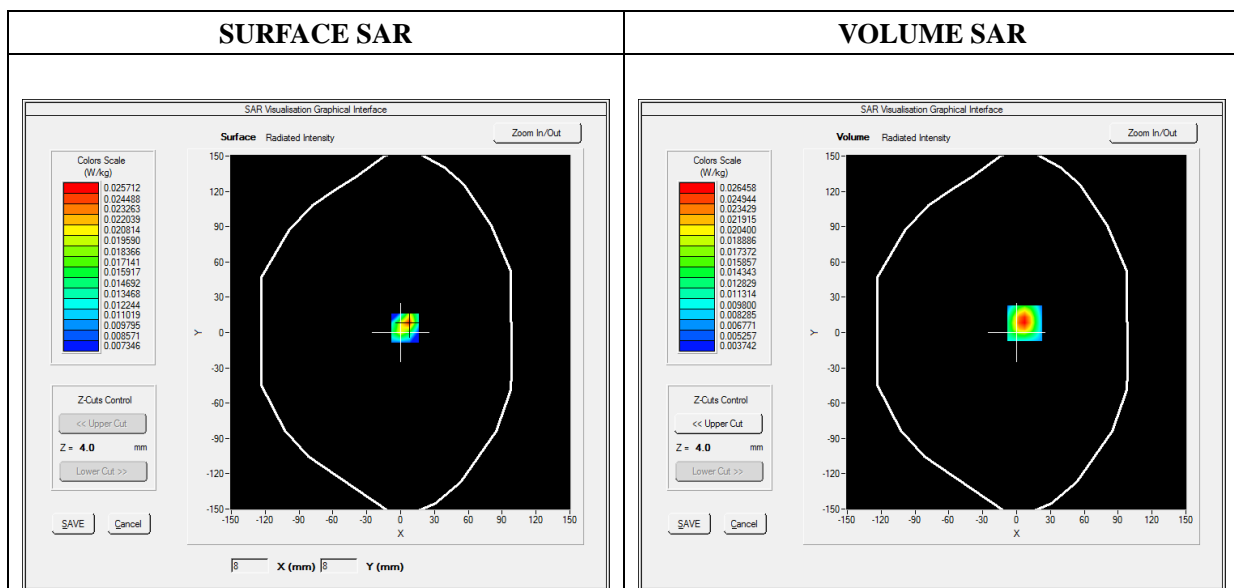 SURFACE SAR
VOLUME SAR
SAR Visualisation Graphical Interface
Surface Radiated Intensity
Zoom In/Out
Colors Scale
(W/kg)
0.025712
0.024488
0.023263
0.022039
0.020814
0.019590
0.018366
0.017141
0.015917
0.014692
0.013468
0.012244
0.011019
0.009795
0.008571
0.007346
Z-Cuts Control
<< Upper Cut
Z = 4.0 mm
Lower Cut >>
SAVE Cancel
150
120
90
60
30
0
-30
-60
-90
-120
-150
Y
-150 -120 -90 -60 -30 0 30 60 90 120 150
X
8 X (mm) 8 Y (mm)
SAR Visualisation Graphical Interface
Volume Radiated Intensity
Zoom In/Out
Colors Scale
(W/kg)
0.026458
0.024944
0.023429
0.021915
0.020400
0.018886
0.017372
0.015857
0.014343
0.012829
0.011314
0.009800
0.008285
0.006771
0.005257
0.003742
Z-Cuts Control
<< Upper Cut
Z = 4.0 mm
Lower Cut >>
SAVE Cancel
150
120
90
60
30
0
-30
-60
-90
-120
-150
Y
-150 -120 -90 -60 -30 0 30 60 90 120 150
X